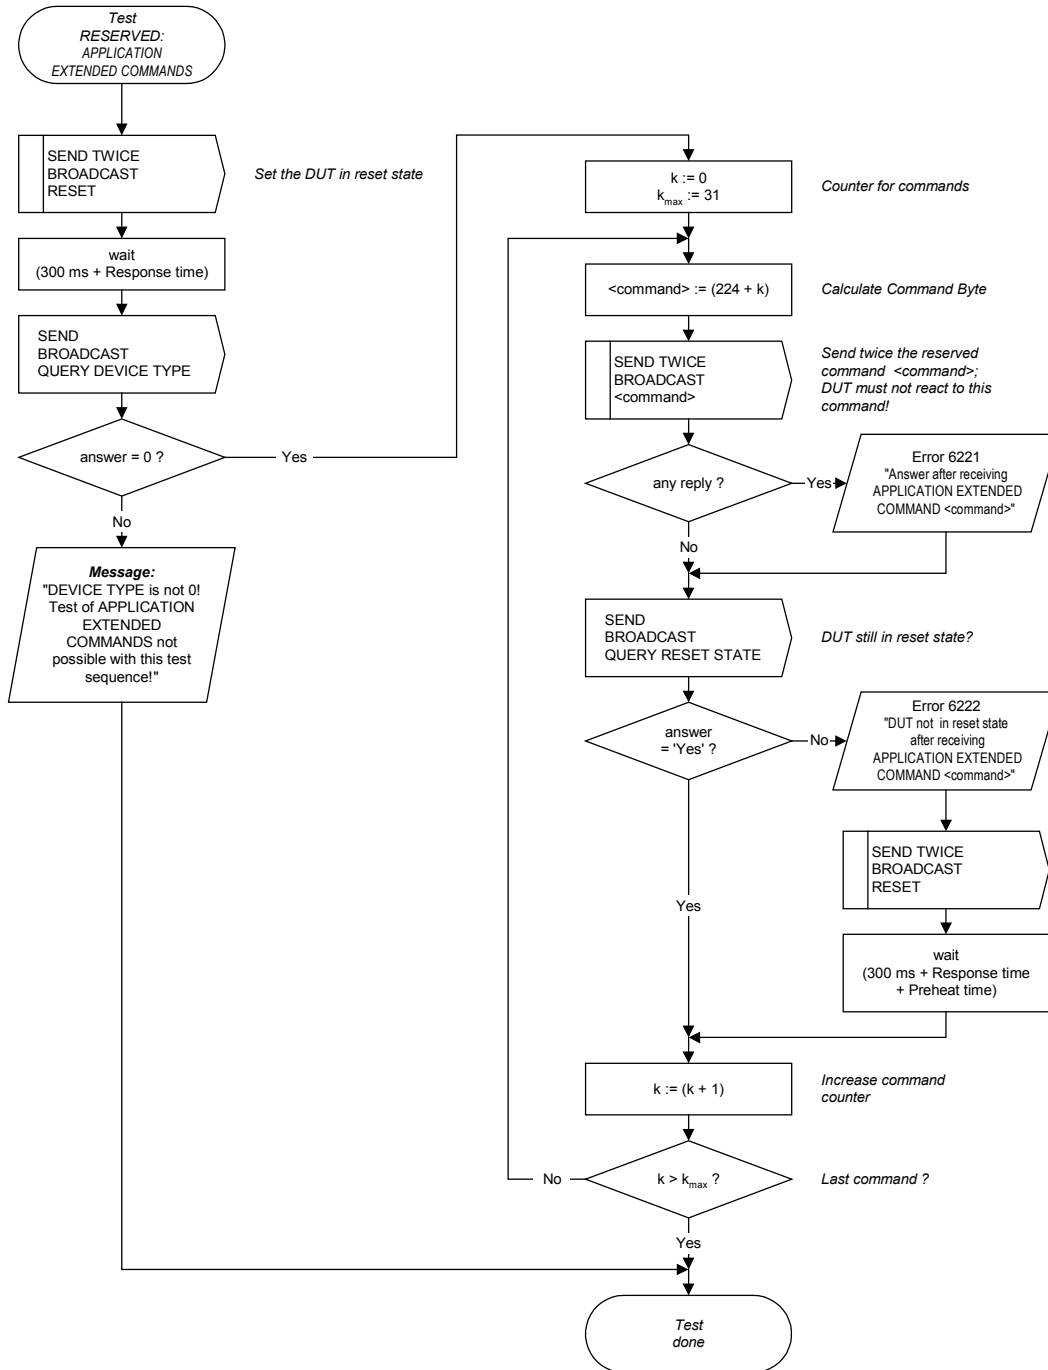 Test
RESERVED:
APPLICATION
EXTENDED COMMANDS
SEND TWICE
BROADCAST
RESET
Set the DUT in reset state
wait
(300 ms + Response time)
SEND
BROADCAST
QUERY DEVICE TYPE
answer = 0 ?
Yes
No
Message:
"DEVICE TYPE is not 0!
Test of APPLICATION
EXTENDED
COMMANDS not
possible with this test
sequence!"
k := 0
kmax := 31
Counter for commands
<command> := (224 + k)
Calculate Command Byte
SEND TWICE
BROADCAST
<command>
Send twice the reserved
command <command>;
DUT must not react to this
command!
any reply ?
Yes
Error 6221
"Answer after receiving
APPLICATION EXTENDED
COMMAND <command>"
No
SEND
BROADCAST
QUERY RESET STATE
DUT still in reset state?
answer
= 'Yes' ?
No
Error 6222
"DUT not in reset state
after receiving
APPLICATION EXTENDED
COMMAND <command>"
SEND TWICE
BROADCAST
RESET
Yes
wait
(300 ms + Response time
+ Preheat time)
k := (k + 1)
Increase command
counter
No
k > kmax ?
Last command ?
Yes
Test
done